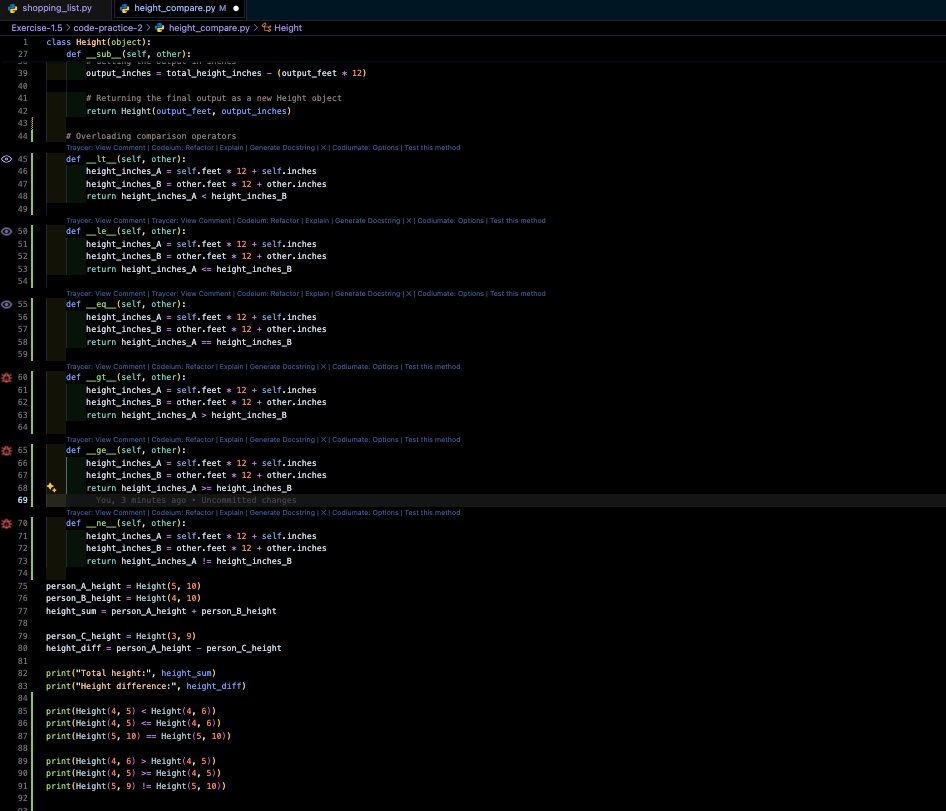 shopping_list.py
height_compare.py M
Exercise-1.5 > code-practice-2 > height_compare.py > Height
1 class Height(object):
27 def __sub__(self, other):
39 output_inches = total_height_inches - (output_feet * 12)
40
41 # Returning the final output as a new Height object
42 return Height(output_feet, output_inches)
43
44 # Overloading comparison operators
Traycer: View Comment | Codeium: Refactor | Explain | Generate Docstring | X | Codiumate: Options | Test this method
45 def __lt__(self, other):
46 height_inches_A = self.feet * 12 + self.inches
47 height_inches_B = other.feet * 12 + other.inches
48 return height_inches_A < height_inches_B
49
Traycer: View Comment | Traycer: View Comment | Codeium: Refactor | Explain | Generate Docstring | X | Codiumate: Options | Test this method
50 def __le__(self, other):
51 height_inches_A = self.feet * 12 + self.inches
52 height_inches_B = other.feet * 12 + other.inches
53 return height_inches_A <= height_inches_B
54
Traycer: View Comment | Traycer: View Comment | Codeium: Refactor | Explain | Generate Docstring | X | Codiumate: Options | Test this method
55 def __eq__(self, other):
56 height_inches_A = self.feet * 12 + self.inches
57 height_inches_B = other.feet * 12 + other.inches
58 return height_inches_A == height_inches_B
59
Traycer: View Comment | Codeium: Refactor | Explain | Generate Docstring | X | Codiumate: Options | Test this method
60 def __gt__(self, other):
61 height_inches_A = self.feet * 12 + self.inches
62 height_inches_B = other.feet * 12 + other.inches
63 return height_inches_A > height_inches_B
64
Traycer: View Comment | Codeium: Refactor | Explain | Generate Docstring | X | Codiumate: Options | Test this method
65 def __ge__(self, other):
66 height_inches_A = self.feet * 12 + self.inches
67 height_inches_B = other.feet * 12 + other.inches
68 return height_inches_A >= height_inches_B
69 You, 3 minutes ago • Uncommitted changes
Traycer: View Comment | Codeium: Refactor | Explain | Generate Docstring | X | Codiumate: Options | Test this method
70 def __ne__(self, other):
71 height_inches_A = self.feet * 12 + self.inches
72 height_inches_B = other.feet * 12 + other.inches
73 return height_inches_A != height_inches_B
74
75 person_A_height = Height(5, 10)
76 person_B_height = Height(4, 10)
77 height_sum = person_A_height + person_B_height
78
79 person_C_height = Height(3, 9)
80 height_diff = person_A_height - person_C_height
81
82 print("Total height:", height_sum)
83 print("Height difference:", height_diff)
84
85 print(Height(4, 5) < Height(4, 6))
86 print(Height(4, 5) <= Height(4, 6))
87 print(Height(5, 10) == Height(5, 10))
88
89 print(Height(4, 6) > Height(4, 5))
90 print(Height(4, 5) >= Height(4, 5))
91 print(Height(5, 9) != Height(5, 10))
92